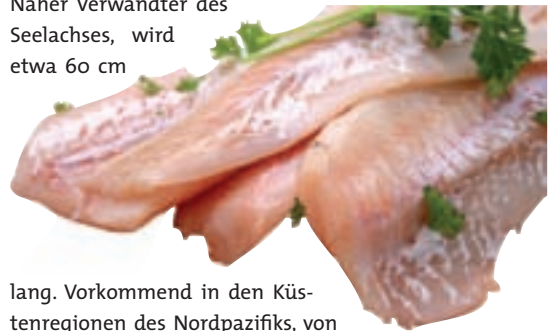 Naher Verwandter des
Seelachses, wird
etwa 60 cm
lang. Vorkommend in den Küs-
tenregionen des Nordpazifiks, von